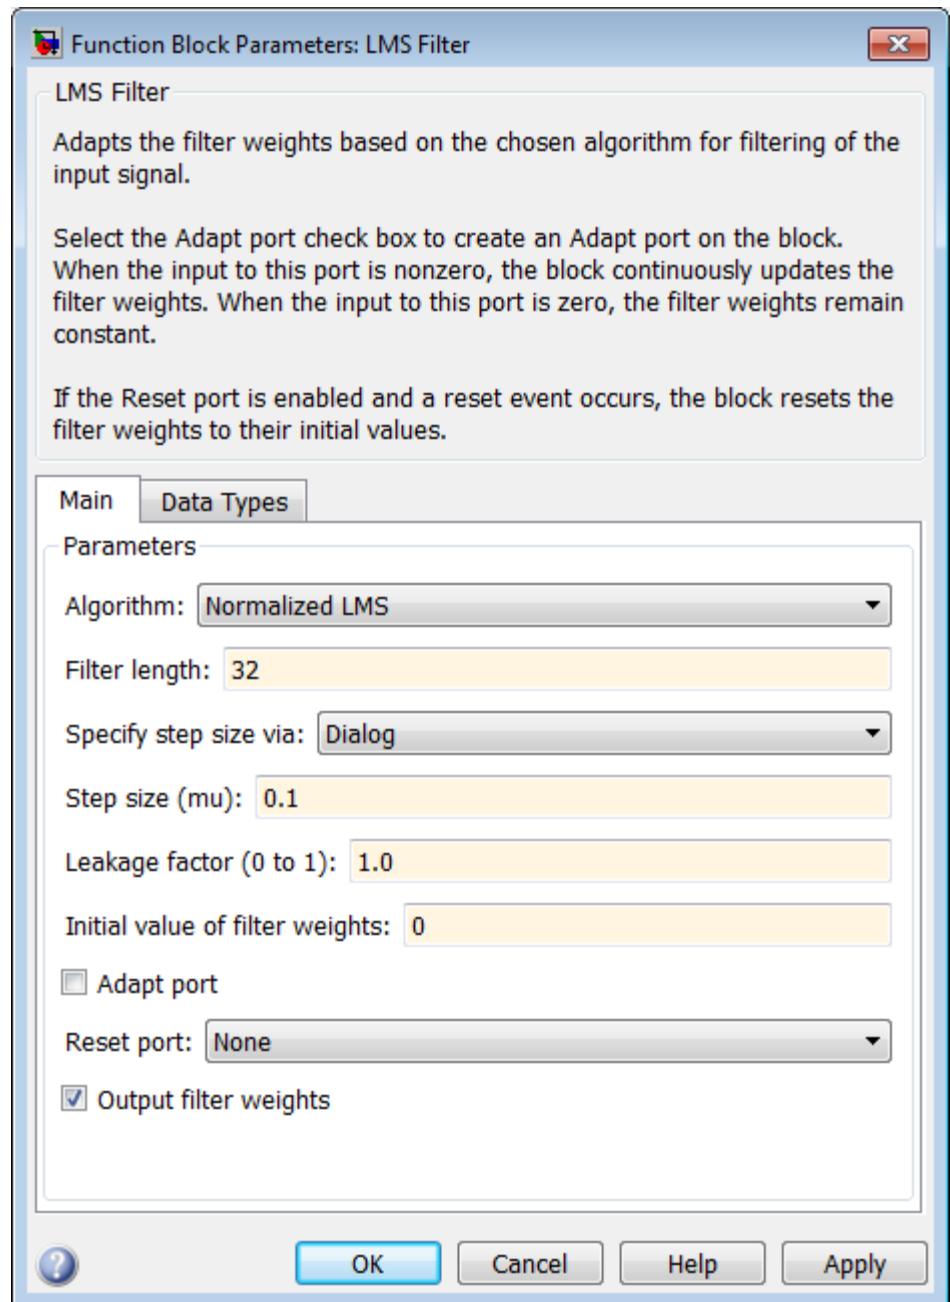 Function Block Parameters: LMS Filter
LMS Filter
Adapts the filter weights based on the chosen algorithm for filtering of the
input signal.
Select the Adapt port check box to create an Adapt port on the block.
When the input to this port is nonzero, the block continuously updates the
filter weights. When the input to this port is zero, the filter weights remain
constant.
If the Reset port is enabled and a reset event occurs, the block resets the
filter weights to their initial values.
Main Data Types
Parameters
Algorithm: Normalized LMS
Filter length: 32
Specify step size via: Dialog
Step size (mu): 0.1
Leakage factor (0 to 1): 1.0
Initial value of filter weights: 0
Adapt port
Reset port: None
Output filter weights
? OK Cancel Help Apply